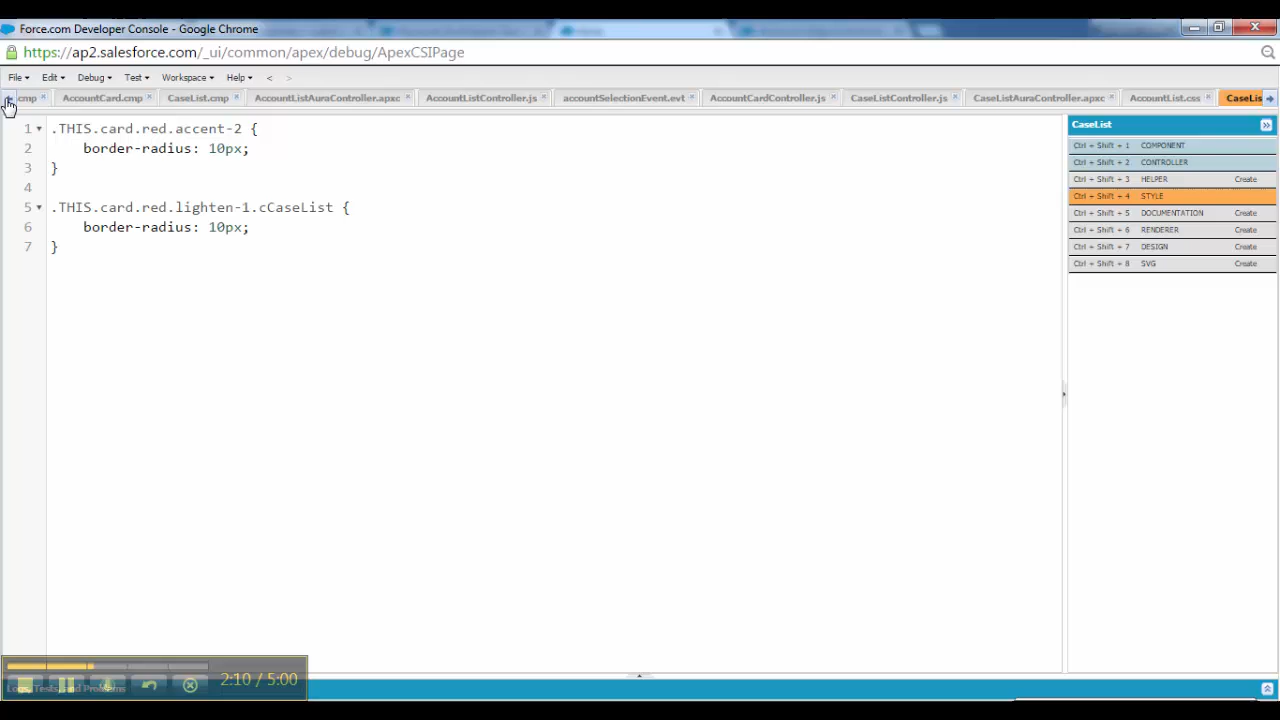 Force.com Developer Console - Google Chrome
https://ap2.salesforce.com/_ui/common/apex/debug/ApexCSIPage
File Edit Debug Test Workspace Help < >
.cmp AccountCard.cmp CaseList.cmp AccountListAuraController.apxc AccountListController.js accountSelectionEvent.evt AccountCardController.js CaseListController.js CaseListAuraController.apxc AccountList.css CaseLis
1 .THIS.card.red.accent-2 {
2 border-radius: 10px;
3 }
4
5 .THIS.card.red.lighten-1.cCaseList {
6 border-radius: 10px;
7 }
CaseList
Ctrl + Shift + 1 COMPONENT
Ctrl + Shift + 2 CONTROLLER
Ctrl + Shift + 3 HELPER Create
Ctrl + Shift + 4 STYLE
Ctrl + Shift + 5 DOCUMENTATION Create
Ctrl + Shift + 6 RENDERER Create
Ctrl + Shift + 7 DESIGN Create
Ctrl + Shift + 8 SVG Create
2:10 / 5:00
Logs, Tests, and Problems